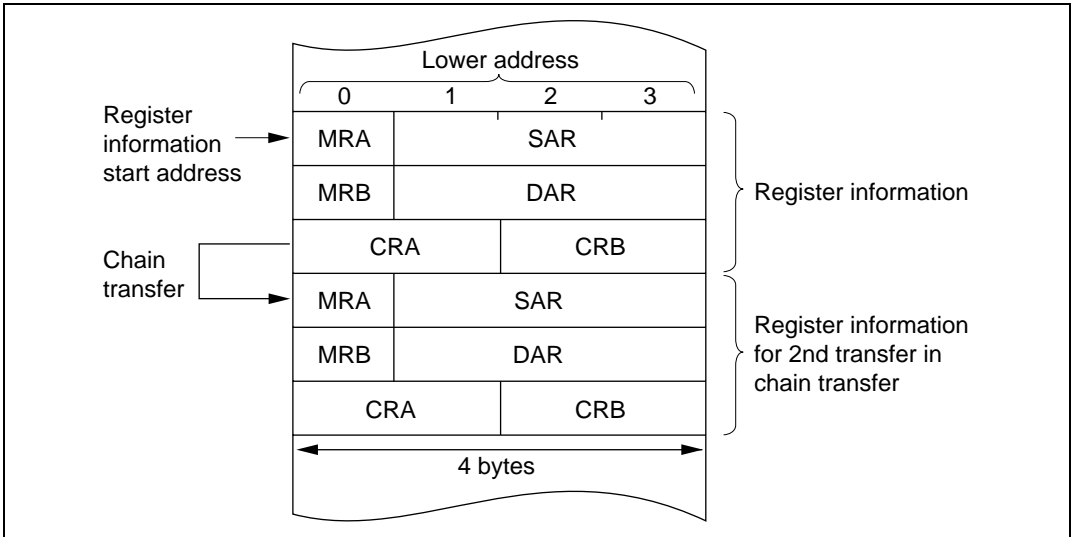 Lower address
0 1 2 3
Register
information
start address
MRA SAR
MRB DAR
Register information
CRA CRB
Chain
transfer
MRA SAR
MRB DAR
Register information
for 2nd transfer in
chain transfer
CRA CRB
4 bytes